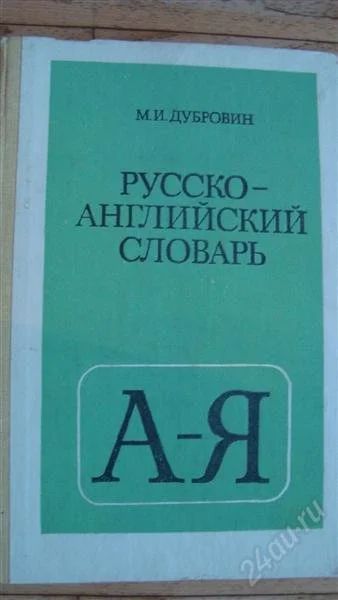 М.И.ДУБРОВИН
РУССКО-
АНГЛИЙСКИЙ
СЛОВАРЬ
А-Я
24au.ru